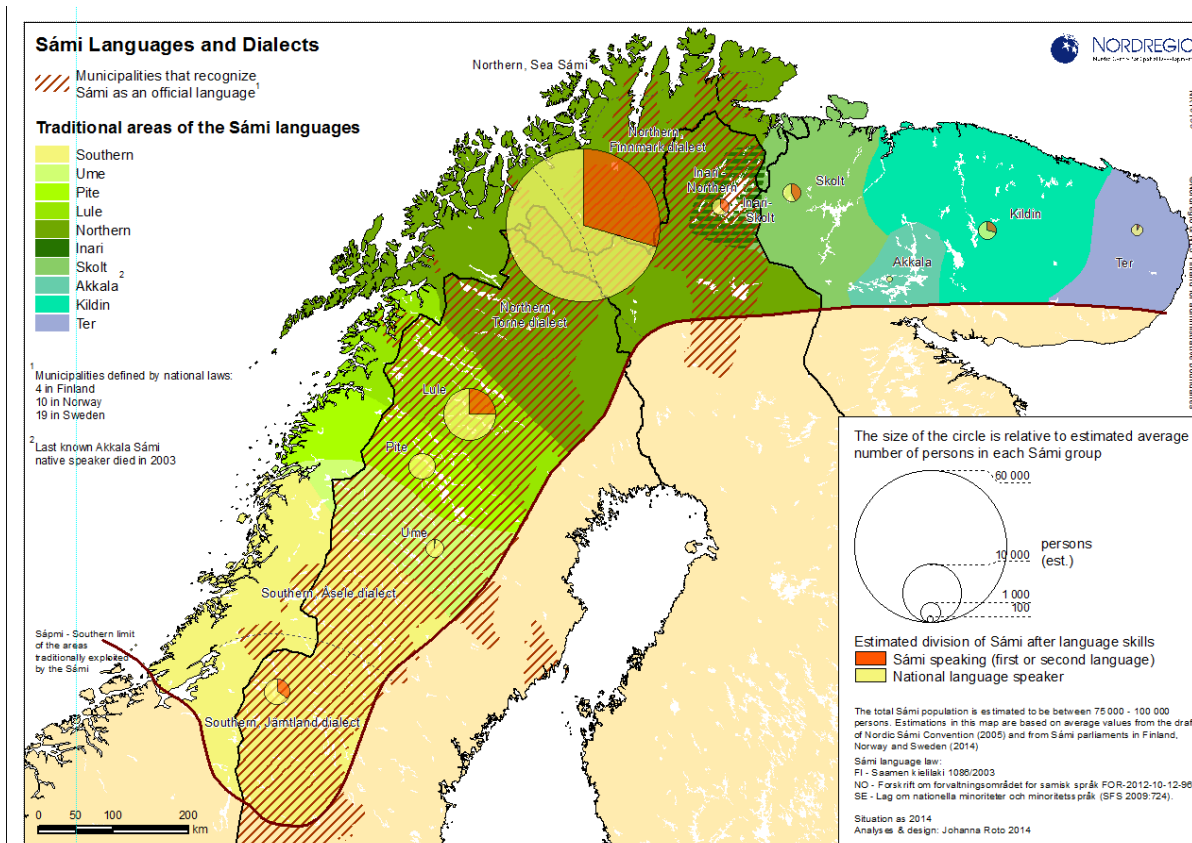 Sámi Languages and Dialects
Municipalities that recognize
Sámi as an official language 1
Traditional areas of the Sámi languages
Southern
Ume
Pite
Lule
Northern
Inari
Skolt 2
Akkala
Kildin
Ter
1
Municipalities defined by national laws:
4 in Finland
10 in Norway
19 in Sweden
2
Last known Akkala Sámi
native speaker died in 2003
Sápmi - Southern limit
of the areas
traditionally exploited
by the Sámi
0 50 100 200
km
Northern, Sea Sámi
Northern,
Finnmark dialect
Inari -
Northern
Inari-
Skolt
Skolt
Kildin
Akkala
Ter
Northern,
Torne dialect
Lule
Pite
Ume
Southern, Åsele dialect
Southern, Jämtland dialect
NORDREGIO
The size of the circle is relative to estimated average
number of persons in each Sámi group
60 000
10 000
1 000
100
persons
(est.)
Estimated division of Sámi after language skills
Sámi speaking (first or second language)
National language speaker
The total Sámi population is estimated to be between 75 000 - 100 000
persons. Estimations in this map are based on average values from the draft
of Nordic Sámi Convention (2005) and from Sámi parliaments in Finland,
Norway and Sweden (2014)
Sámi language law:
FI - Saamen kielilaki 1086/2003
NO - Forskrift om forvaltningsområdet for samisk språk FOR-2012-10-12-96
SE - Lag om nationella minoriteter och minoritetsspråk (SFS 2009:724).
Situation as 2014
Analyses & design: Johanna Roto 2014